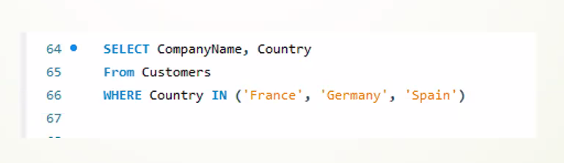 64 SELECT CompanyName, Country
65 From Customers
66 WHERE Country IN ('France', 'Germany', 'Spain')
67